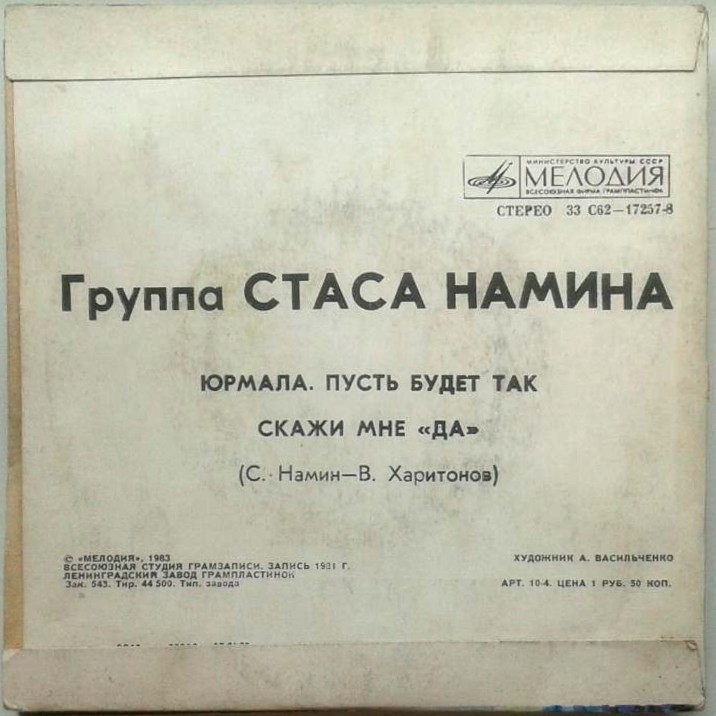 МИНИСТЕРСТВО КУЛЬТУРЫ СССР
МЕЛОДИЯ
ВСЕСОЮЗНАЯ ФИРМА ГРАМПЛАСТИНОК
СТЕРЕО 33 С62—17257-8
Группа СТАСА НАМИНА
ЮРМАЛА. ПУСТЬ БУДЕТ ТАК
СКАЖИ МНЕ «ДА»
(С. Намин—В. Харитонов)
© «МЕЛОДИЯ», 1983
ВСЕСОЮЗНАЯ СТУДИЯ ГРАМЗАПИСИ. ЗАПИСЬ 1981 Г.
ЛЕНИНГРАДСКИЙ ЗАВОД ГРАМПЛАСТИНОК
Зак. 543. Тир. 44 500. Тип. завода
ХУДОЖНИК А. ВАСИЛЬЧЕНКО
АРТ. 10-4. ЦЕНА 1 РУБ. 50 КОП.